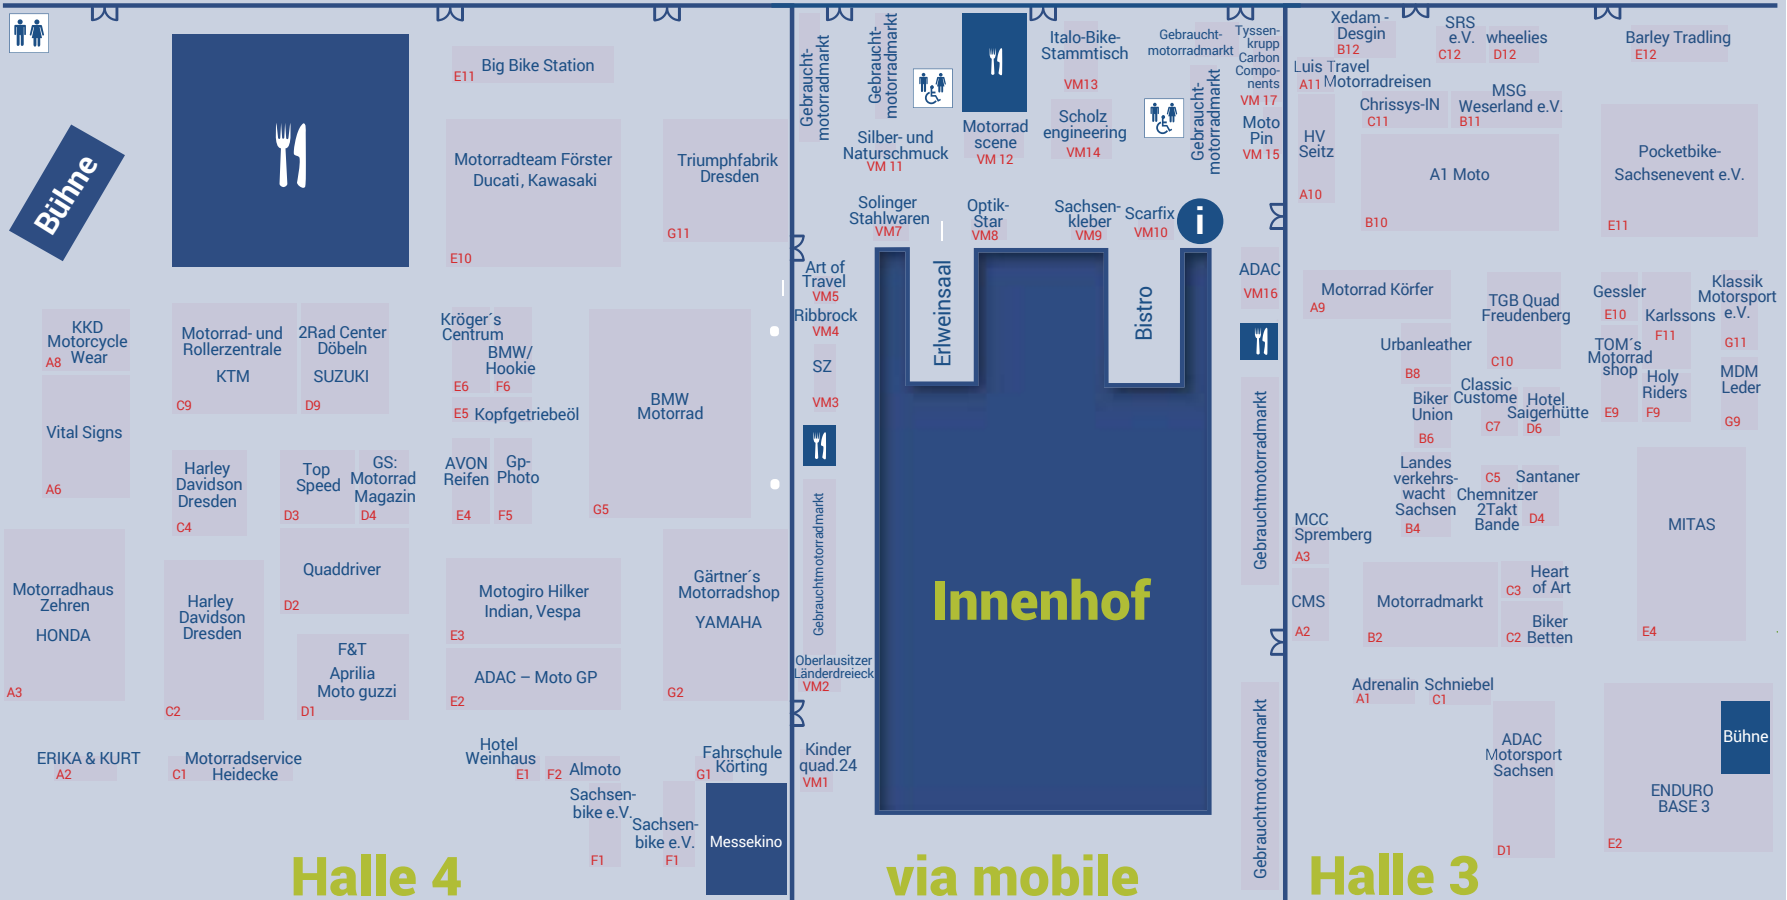 Bühne
Big Bike Station
E11
Motorradteam Förster
Ducati, Kawasaki
E10
Triumphfabrik
Dresden
G11
KKD
Motorcycle
Wear
A8
Vital Signs
A6
Motorrad- und
Rollerzentrale
KTM
C9
2Rad Center
Döbeln
SUZUKI
D9
Kröger´s
Centrum
E6
BMW/
Hookie
F6
E5 Kopfgetriebeöl
BMW
Motorrad
G5
Harley
Davidson
Dresden
C4
Top
Speed
D3
GS:
Motorrad
Magazin
D4
AVON
Reifen
E4
Gp-
Photo
F5
Motorradhaus
Zehren
HONDA
A3
Harley
Davidson
Dresden
C2
Quaddriver
D2
F&T
Aprilia
Moto guzzi
D1
Motogiro Hilker
Indian, Vespa
E3
ADAC – Moto GP
E2
Gärtner´s
Motorradshop
YAMAHA
G2
ERIKA & KURT
A2
Motorradservice
Heidecke
C1
Hotel
Weinhaus
E1
F2 Almoto
Sachsen-
bike e.V.
F1
Sachsen-
bike e.V.
F1
Fahrschule
Körting
G1
Messekino
Halle 4
Gebraucht-
motorradmarkt
Gebraucht-
motorradmarkt
Silber- und
Naturschmuck
VM 11
Motorrad
scene
VM 12
Italo-Bike-
Stammtisch
VM13
Scholz
engineering
VM14
Gebraucht-
motorradmarkt
Gebraucht-
motorradmarkt
Tyssen-
krupp
Carbon
Compo-
nents
VM 17
Moto
Pin
VM 15
Solinger
Stahlwaren
VM7
Optik-
Star
VM8
Sachsen-
kleber
VM9
Scarfix
VM10
i
Art of
Travel
VM5
Ribbrock
VM4
SZ
VM3
Gebrauchtmotorradmarkt
Oberlausitzer
Länderdreieck
VM2
Kinder
quad.24
VM1
Erlweinsaal
Bistro
Innenhof
ADAC
VM16
Gebrauchtmotorradmarkt
Gebrauchtmotorradmarkt
via mobile
Xedam -
Desgin
B12
SRS
e.V.
C12
wheelies
D12
Barley Tradling
E12
Luis Travel
A11 Motorradreisen
Chrissys-IN
C11
MSG
Weserland e.V.
B11
HV
Seitz
A10
A1 Moto
B10
Pocketbike-
Sachsenevent e.V.
E11
Motorrad Körfer
A9
TGB Quad
Freudenberg
C10
Gessler
E10
Karlssons
F11
Klassik
Motorsport
e.V.
G11
Urbanleather
B8
TOM´s
Motorrad
shop
E9
Holy
Riders
F9
MDM
Leder
G9
Biker
Union
B6
Classic
Custome
C7
Hotel
Saigerhütte
D6
Landes
verkehrs-
wacht
Sachsen
B4
C5
Chemnitzer
2Takt
Bande
Santaner
D4
MITAS
E4
MCC
Spremberg
A3
CMS
A2
Motorradmarkt
B2
Heart
of Art
C3
Biker
Betten
C2
Adrenalin
A1
Schniebel
C1
ADAC
Motorsport
Sachsen
D1
Bühne
ENDURO
BASE 3
E2
Halle 3